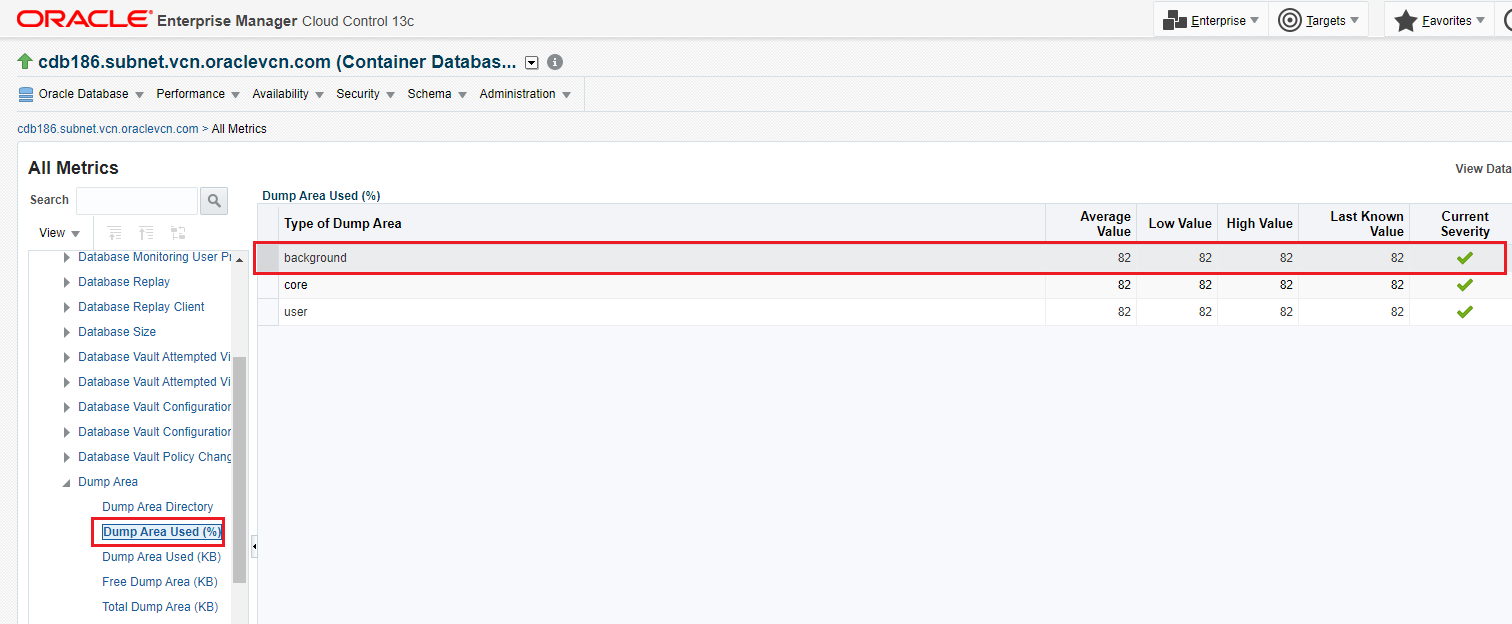 ORACLE Enterprise Manager Cloud Control 13c Enterprise Targets Favorites
cdb186.subnet.vcn.oraclevcn.com (Container Databas...
Oracle Database Performance Availability Security Schema Administration
cdb186.subnet.vcn.oraclevcn.com > All Metrics
All Metrics
View Data
Search
View
Database Monitoring User Pr
Database Replay
Database Replay Client
Database Size
Database Vault Attempted Vi
Database Vault Attempted Vi
Database Vault Configuration
Database Vault Configuration
Database Vault Policy Chang
Dump Area
Dump Area Directory
Dump Area Used (%)
Dump Area Used (KB)
Free Dump Area (KB)
Total Dump Area (KB)
Dump Area Used (%)
Type of Dump Area Average Value Low Value High Value Last Known Value Current Severity
background 82 82 82 82
core 82 82 82 82
user 82 82 82 82